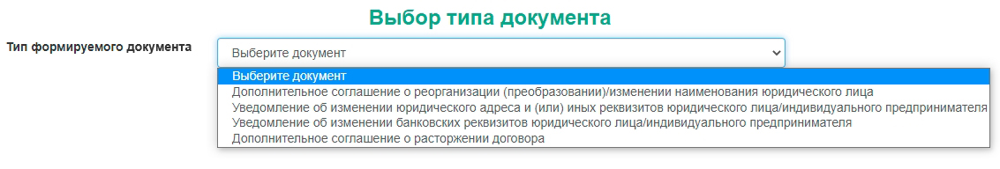 Выбор типа документа
Тип формируемого документа
Выберите документ
Выберите документ
Дополнительное соглашение о реорганизации (преобразовании)/изменении наименования юридического лица
Уведомление об изменении юридического адреса и (или) иных реквизитов юридического лица/индивидуального предпринимателя
Уведомление об изменении банковских реквизитов юридического лица/индивидуального предпринимателя
Дополнительное соглашение о расторжении договора